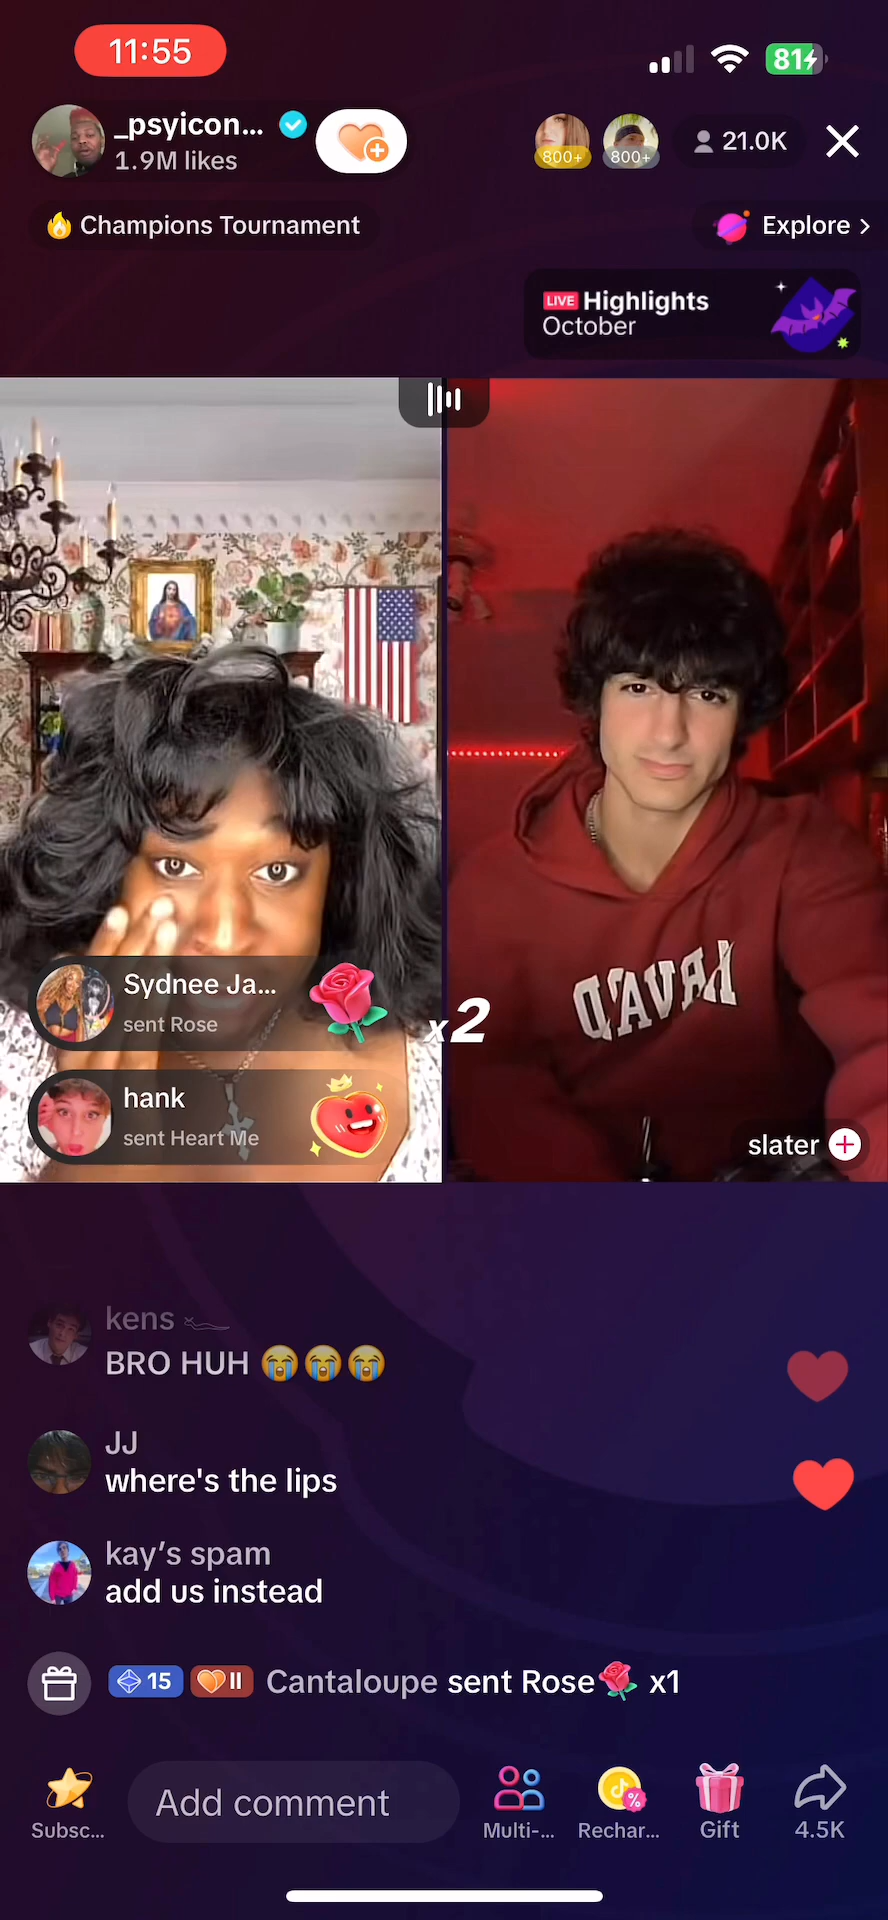 11:55
81
_psyicon...
1.9M likes
800+
800+
21.0K
Champions Tournament
Explore >
LIVE Highlights
October
Sydnee Ja...
sent Rose
x2
hank
sent Heart Me
slater
kens
BRO HUH 😭😭😭
JJ
where's the lips
kay's spam
add us instead
15 II Cantaloupe sent Rose🌹 x1
Add comment
Subsc...
Multi-...
Rechar...
Gift
4.5K